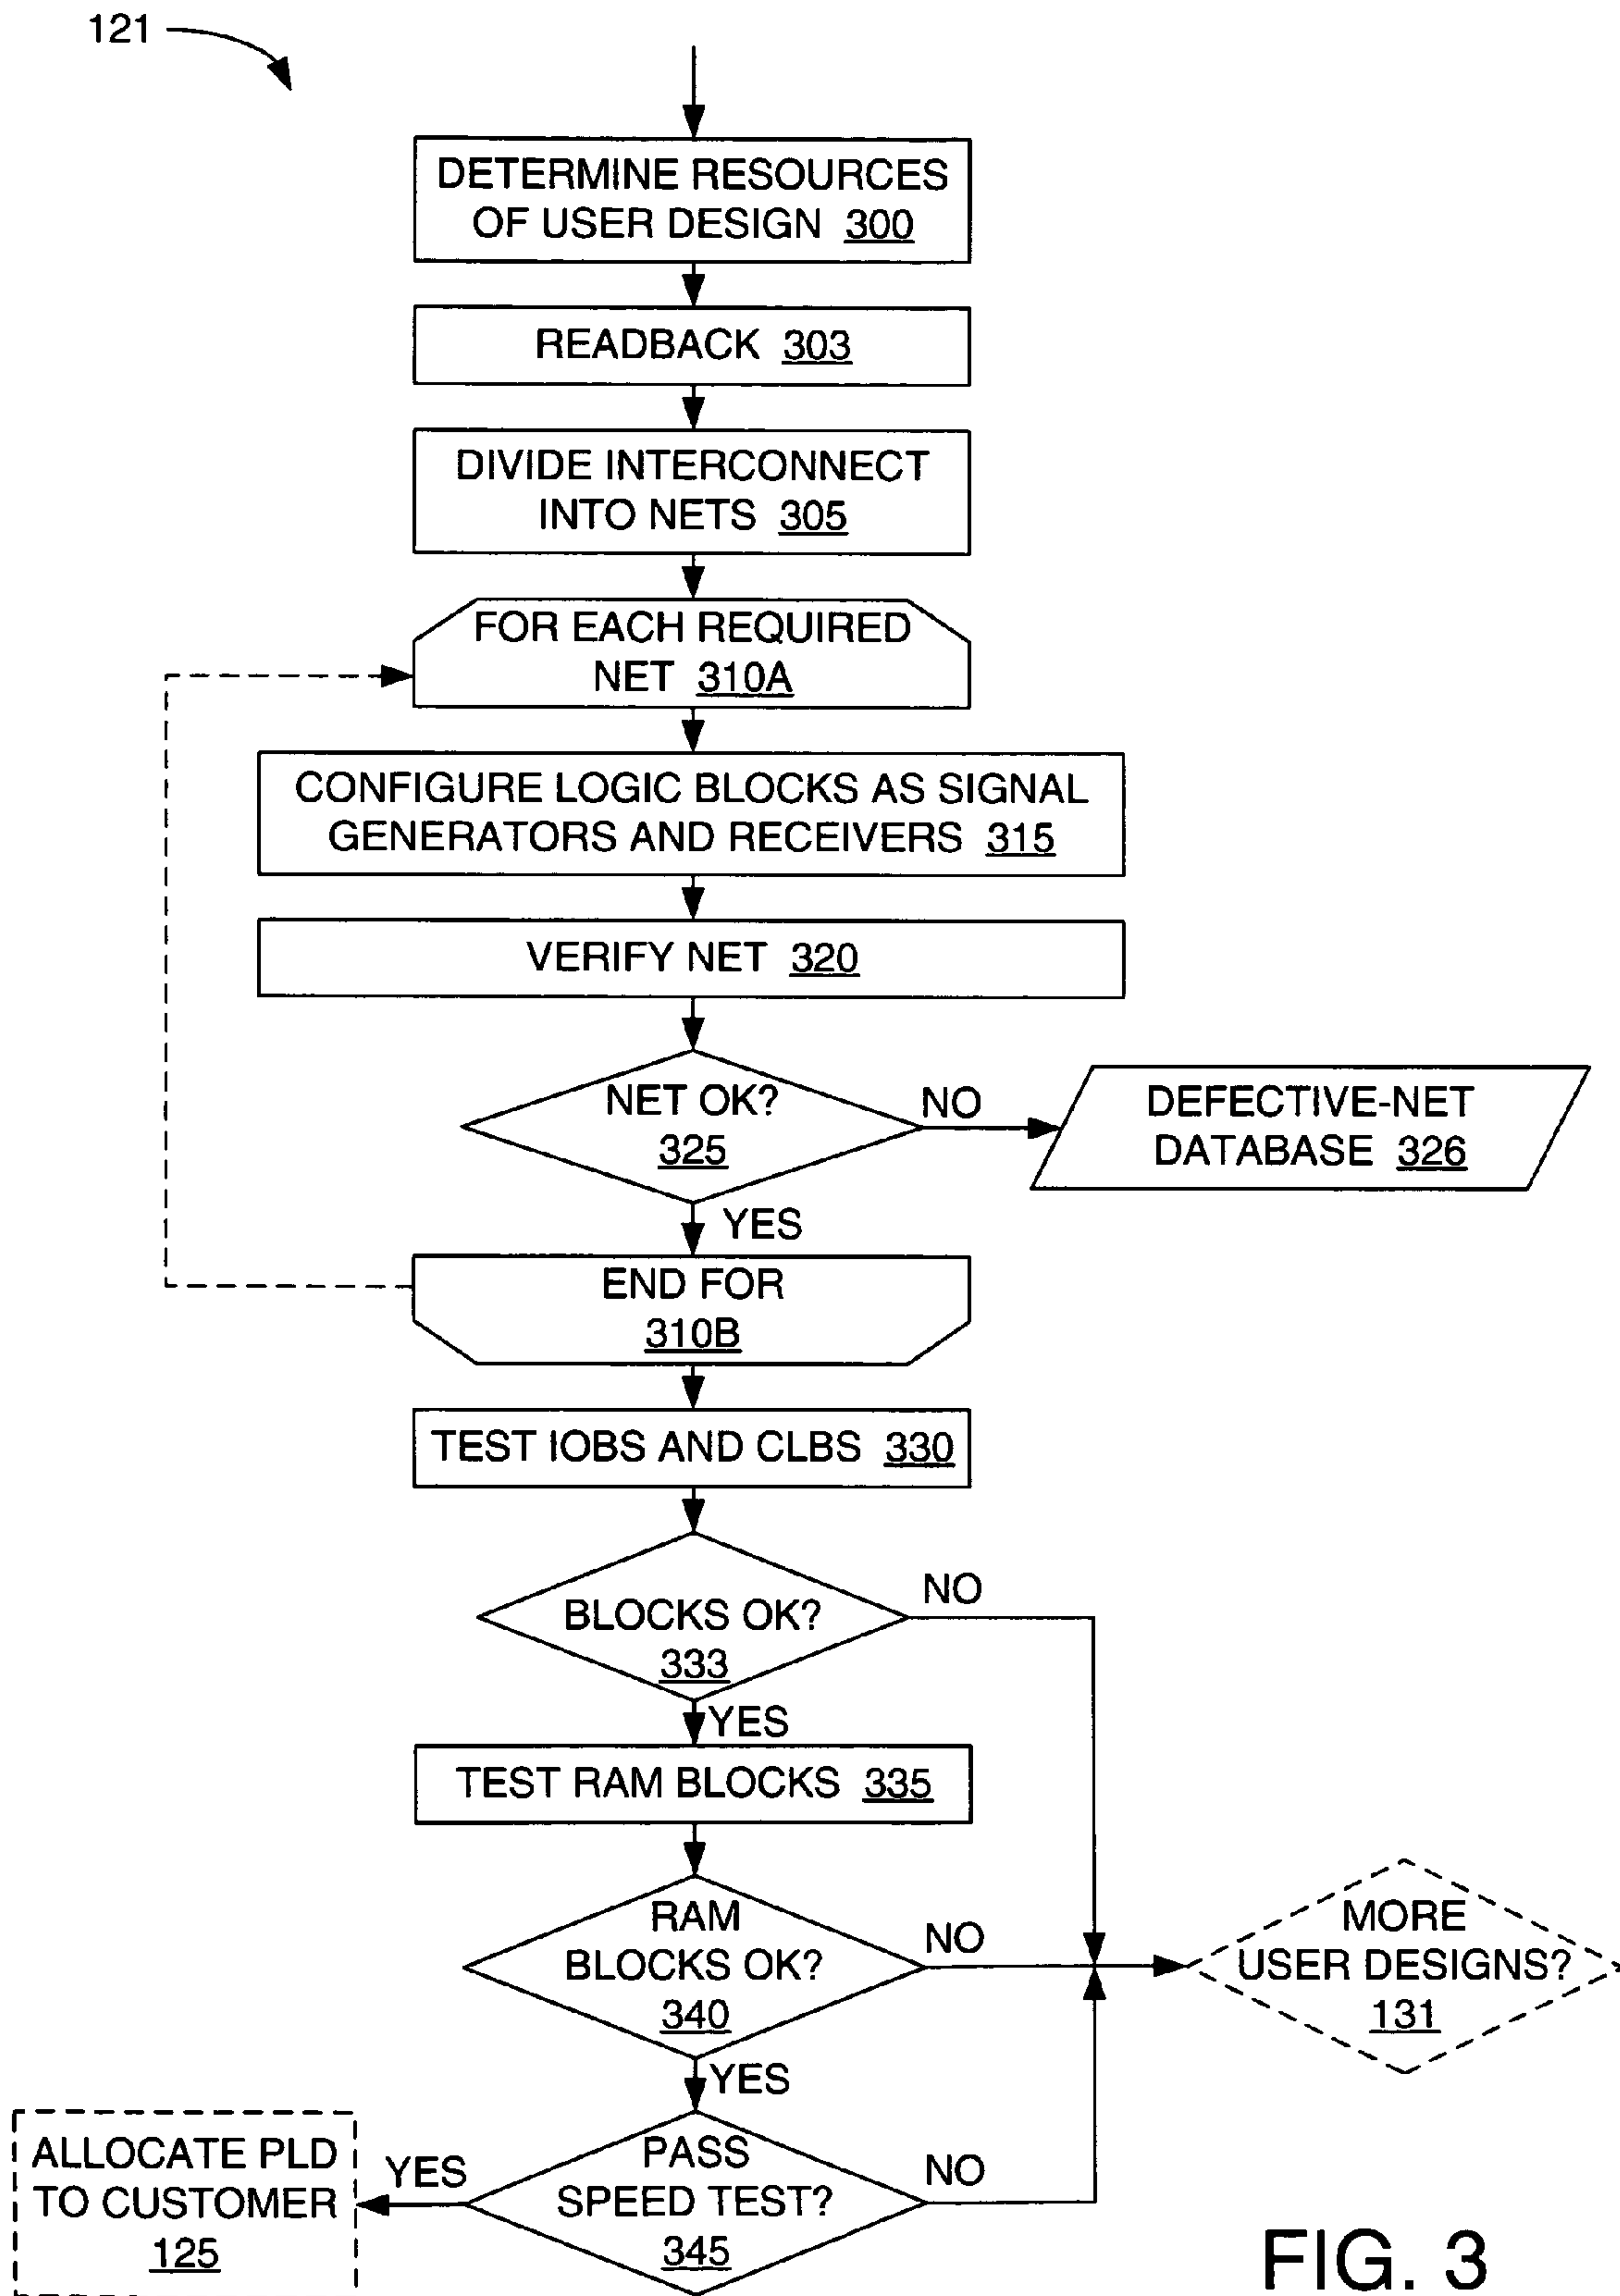 121
DETERMINE RESOURCES
OF USER DESIGN 300
READBACK 303
DIVIDE INTERCONNECT
INTO NETS 305
FOR EACH REQUIRED
NET 310A
CONFIGURE LOGIC BLOCKS AS SIGNAL
GENERATORS AND RECEIVERS 315
VERIFY NET 320
NET OK?
325
NO
DEFECTIVE-NET
DATABASE 326
YES
END FOR
310B
TEST IOBS AND CLBS 330
BLOCKS OK?
333
NO
YES
TEST RAM BLOCKS 335
RAM
BLOCKS OK?
340
NO
MORE
USER DESIGNS?
131
YES
PASS
SPEED TEST?
345
NO
YES
ALLOCATE PLD
TO CUSTOMER
125
FIG. 3